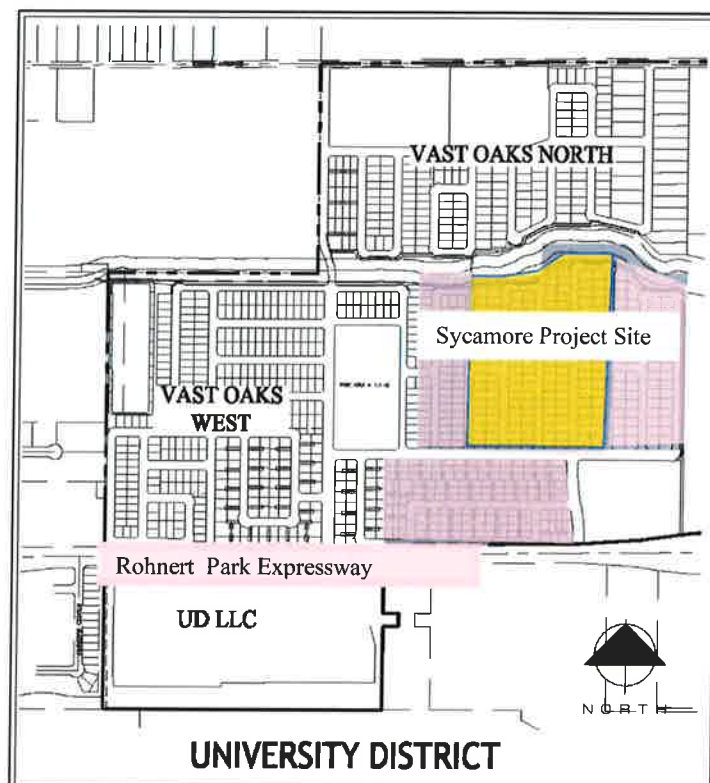 VAST OAKS NORTH
Sycamore Project Site
VAST OAKS
WEST
Rohnert Park Expressway
UD LLC
NORTH
UNIVERSITY DISTRICT